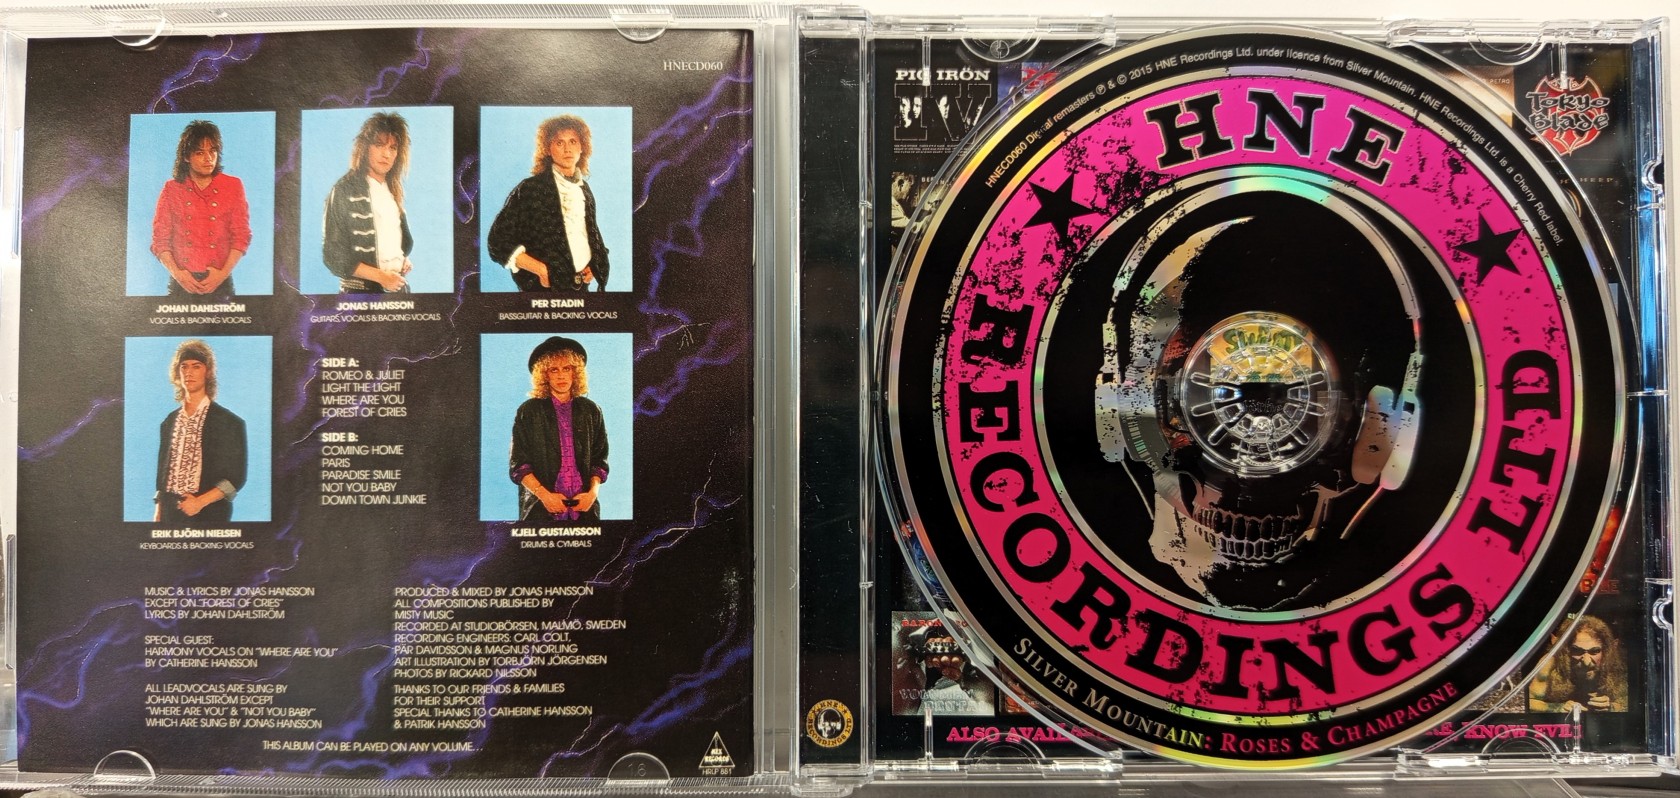 HNECD060
JOHAN DAHLSTRÖM
VOCALS & BACKING VOCALS
JONAS HANSSON
GUITARS, VOCALS & BACKING VOCALS
PER STADIN
BASSGUITAR & BACKING VOCALS
SIDE A:
ROMEO & JULIET
LIGHT THE LIGHT
WHERE ARE YOU
FOREST OF CRIES
SIDE B:
COMING HOME
PARIS
PARADISE SMILE
NOT YOU BABY
DOWN TOWN JUNKIE
ERIK BJÖRN NIELSEN
KEYBOARDS & BACKING VOCALS
KJELL GUSTAVSSON
DRUMS & CYMBALS
MUSIC & LYRICS BY JONAS HANSSON
EXCEPT ON "FOREST OF CRIES"
LYRICS BY JOHAN DAHLSTRÖM
SPECIAL GUEST:
HARMONY VOCALS ON "WHERE ARE YOU"
BY CATHERINE HANSSON
ALL LEADVOCALS ARE SUNG BY
JOHAN DAHLSTRÖM EXCEPT
"WHERE ARE YOU" & "NOT YOU BABY"
WHICH ARE SUNG BY JONAS HANSSON
PRODUCED & MIXED BY JONAS HANSSON
ALL COMPOSITIONS PUBLISHED BY
MISTY MUSIC
RECORDED AT STUDIOBÖRSEN, MALMÖ, SWEDEN
RECORDING ENGINEERS: CARL COLT,
PÄR DAVIDSSON & MAGNUS NORLING
ART ILLUSTRATION BY TORBJÖRN JÖRGENSEN
PHOTOS BY RICKARD NILSSON
THANKS TO OUR FRIENDS & FAMILIES
FOR THEIR SUPPORT
SPECIAL THANKS TO CATHERINE HANSSON
& PATRIK HANSSON
THIS ALBUM CAN BE PLAYED ON ANY VOLUME...
HEX
RECORDS
HRLP 881
PIG IRÖN
IV
TOKYO
BLADE
HNECD060 Digital remasters ℗ & © 2015 HNE Recordings Ltd. under licence from Silver Mountain. HNE Recordings Ltd. is a Cherry Red label.
HNE
RECORDINGS LTD
SILVER MOUNTAIN: ROSES & CHAMPAGNE
ALSO
KNOW EVIL